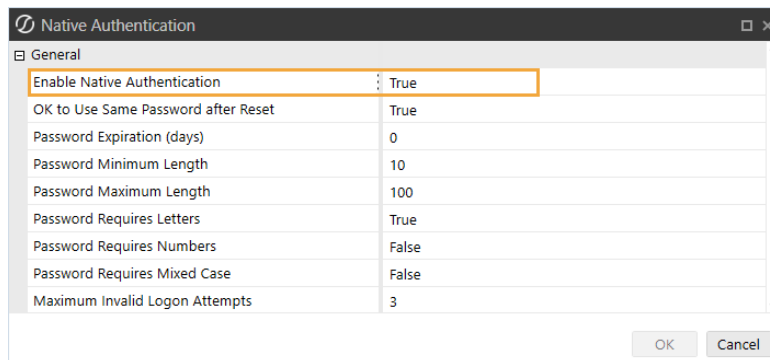 Native Authentication
General
Enable Native Authentication True
OK to Use Same Password after Reset True
Password Expiration (days) 0
Password Minimum Length 10
Password Maximum Length 100
Password Requires Letters True
Password Requires Numbers False
Password Requires Mixed Case False
Maximum Invalid Logon Attempts 3
OK Cancel